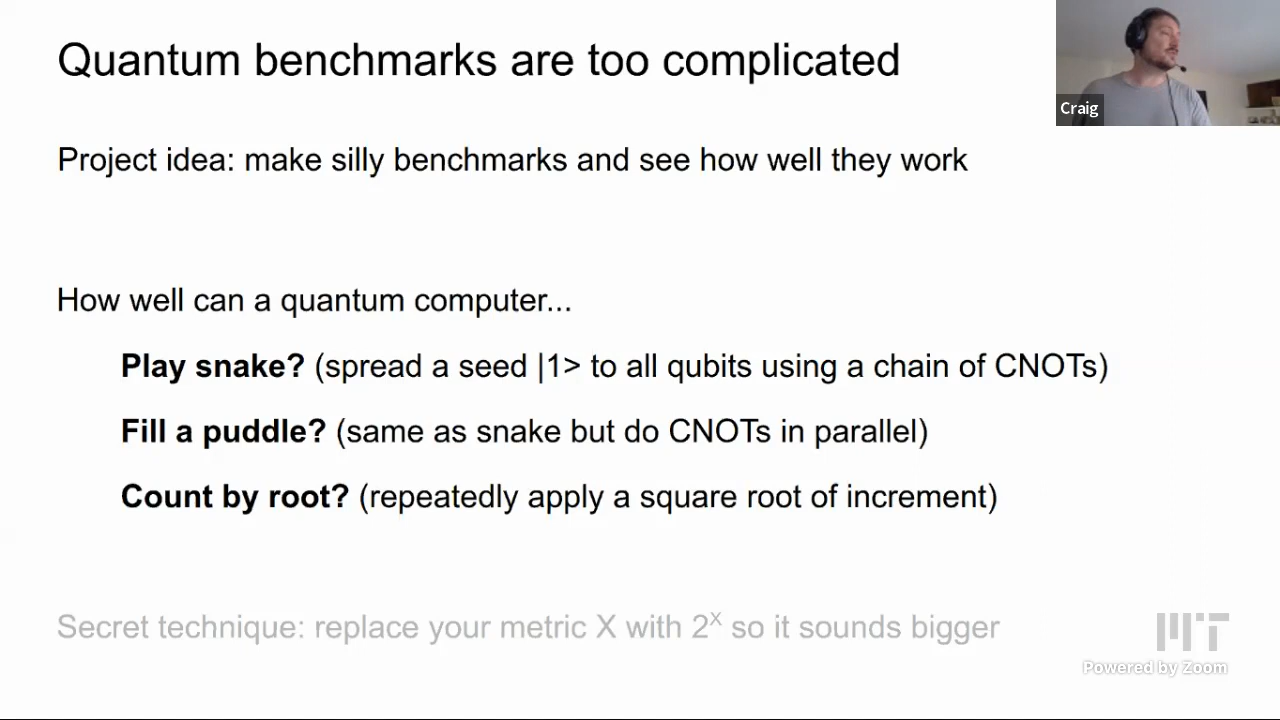 Quantum benchmarks are too complicated
Craig
Project idea: make silly benchmarks and see how well they work
How well can a quantum computer...
Play snake? (spread a seed |1> to all qubits using a chain of CNOTs)
Fill a puddle? (same as snake but do CNOTs in parallel)
Count by root? (repeatedly apply a square root of increment)
Secret technique: replace your metric X with 2^X so it sounds bigger
MIT
Powered by Zoom